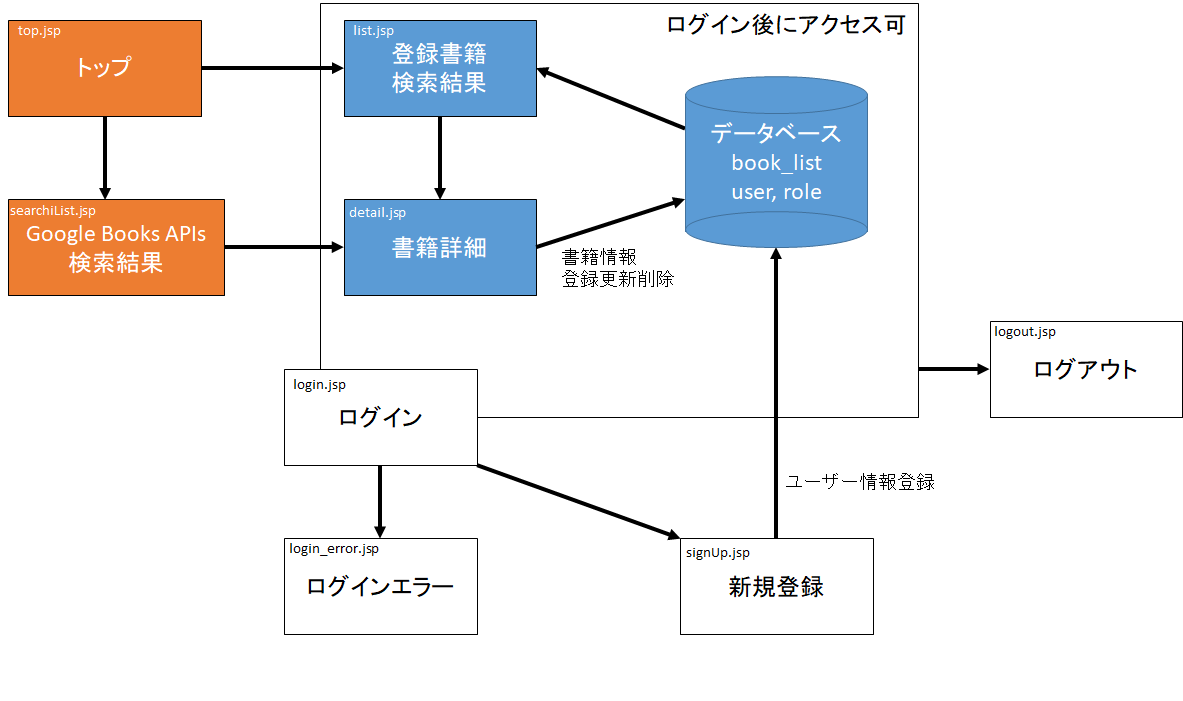 top.jsp
トップ
list.jsp
登録書籍
検索結果
ログイン後にアクセス可
データベース
book_list
user, role
searchiList.jsp
Google Books APIs
検索結果
detail.jsp
書籍詳細
書籍情報
登録更新削除
logout.jsp
ログアウト
login.jsp
ログイン
ユーザー情報登録
login_error.jsp
ログインエラー
signUp.jsp
新規登録